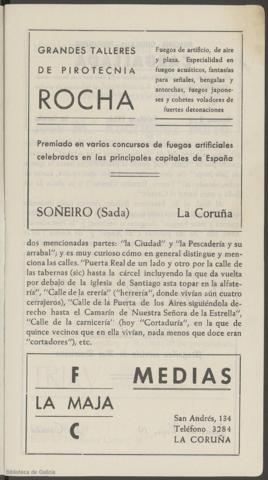 GRANDES TALLERES
DE PIROTECNIA
ROCHA
Fuegos de artificio, de aire
y plaza. Especialidad en
fuegos acuáticos, fantasías
para señales, bengalas y
antorchas, fuegos japone-
ses y cohetes voladores de
fuertes detonaciones
Premiado en varios concursos de fuegos artificiales
celebrados en las principales capitales de España
SOÑEIRO (Sada) La Coruña
dos mencionadas partes: "la Ciudad" y "la Pescadería y su
arrabal"; y es muy curioso cómo en general distingue y men-
ciona las calles. "Puerta Real de un lado y otro por la calle de
las tabernas (sic) hasta la cárcel incluyendo la que da vuelta
por debajo de la iglesia de Santiago asta topar en la alfate-
ría", "Calle de la erería" ("herrería", donde vivían aún cuatro
cerrajeros), "Calle de la Puerta de los Aires siguiéndola de-
recho hasta el Camarín de Nuestra Señora de la Estrella",
"Calle de la carnicería" (hoy "Cortaduría", en la que de
quince vecinos que en ella vivían, nada menos que doce eran
"cortadores"), etc.
F MEDIAS
LA MAJA
C
San Andrés, 134
Teléfono 3284
LA CORUÑA
Biblioteca de Galicia